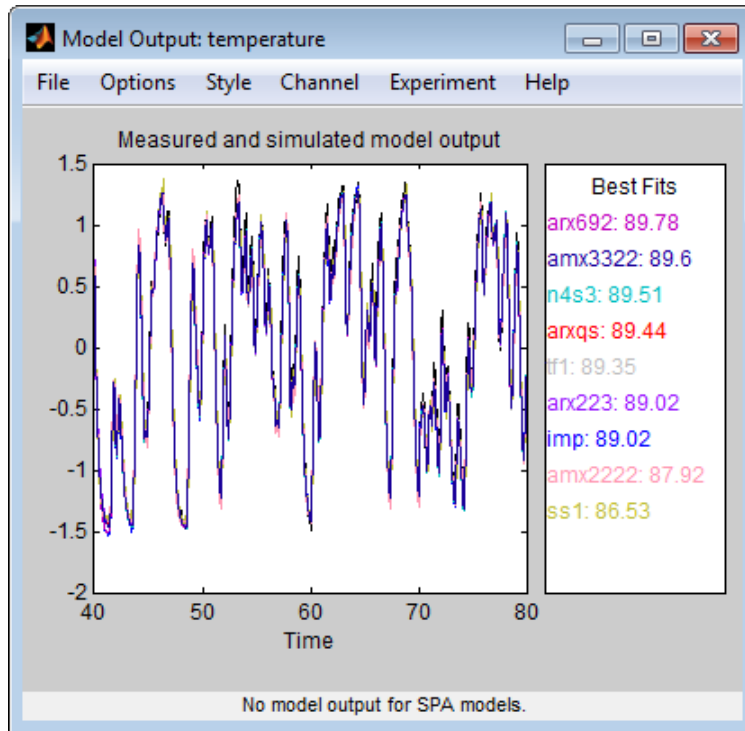 Model Output: temperature
File Options Style Channel Experiment Help
Measured and simulated model output
1.5
1
0.5
0
-0.5
-1
-1.5
-2
40 50 60 70 80
Time
Best Fits
arx692: 89.78
amx3322: 89.6
n4s3: 89.51
arxqs: 89.44
tf1: 89.35
arx223: 89.02
imp: 89.02
amx2222: 87.92
ss1: 86.53
No model output for SPA models.